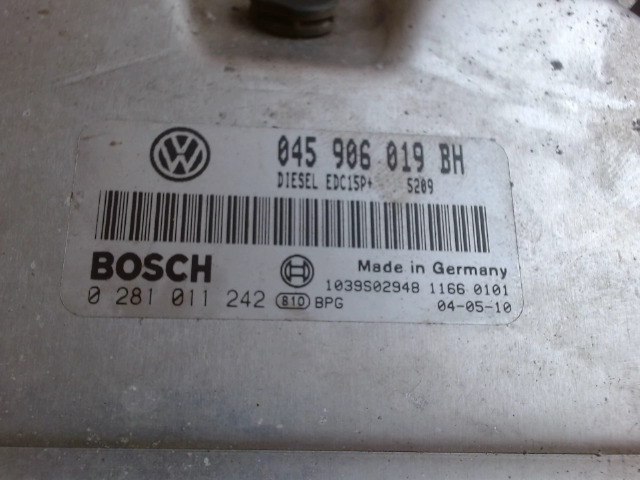 045 906 019 BH
DIESEL EDC15P+ 5209
BOSCH
Made in Germany
0 281 011 242 810 BPG
1039S02948 1166 0101
04-05-10